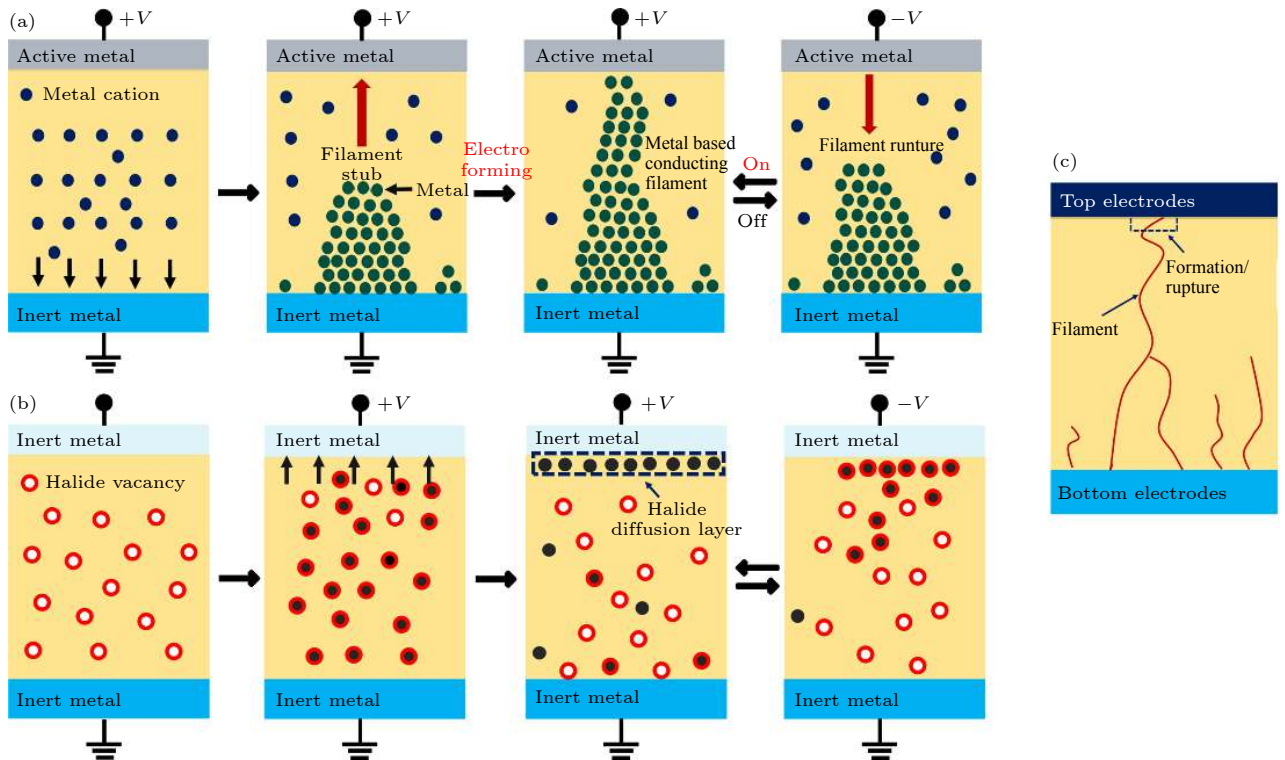 (a)
+V
+V
+V
−V
Active metal
Active metal
Active metal
Active metal
Metal cation
Filament
stub
Metal
Electro
forming
Metal based
conducting
filament
On
Off
Filament runture
Inert metal
Inert metal
Inert metal
Inert metal
(b)
+V
+V
−V
Inert metal
Inert metal
Inert metal
Inert metal
Halide vacancy
Halide
diffusion layer
Inert metal
Inert metal
Inert metal
Inert metal
(c)
Top electrodes
Formation/
rupture
Filament
Bottom electrodes